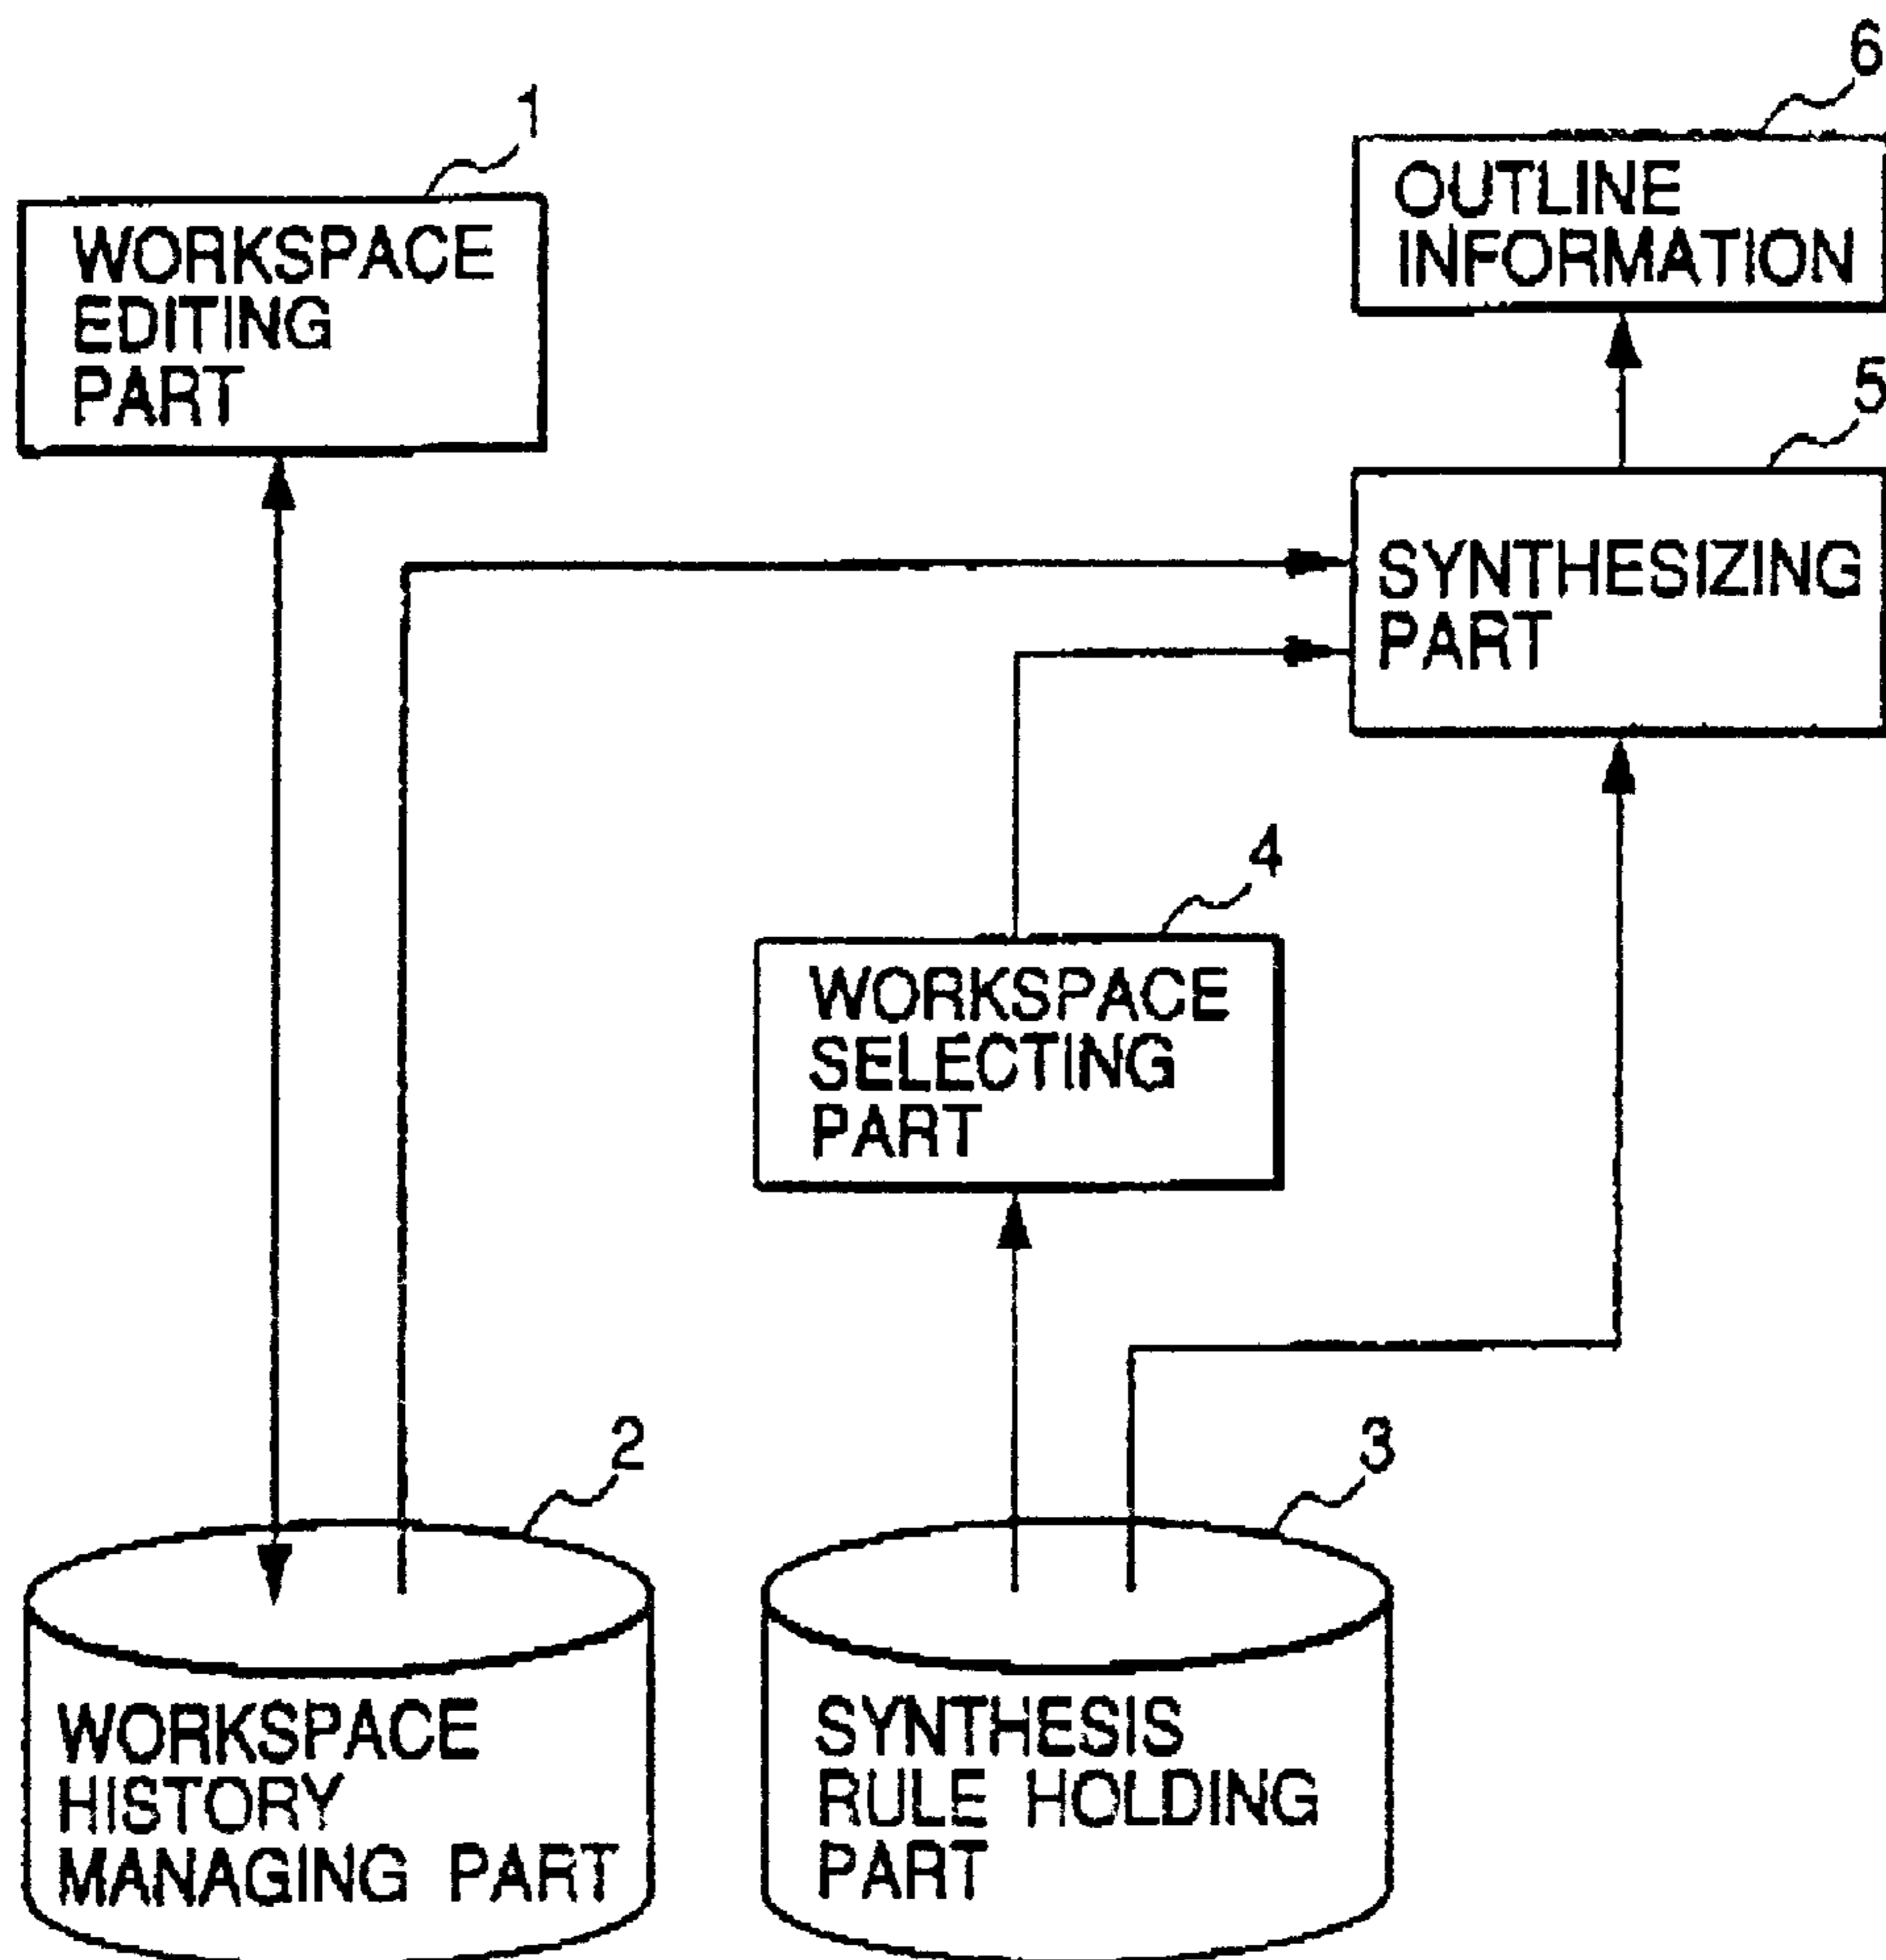 6
1
OUTLINE
INFORMATION
WORKSPACE
EDITING
PART
5
SYNTHESIZING
PART
4
WORKSPACE
SELECTING
PART
2
3
WORKSPACE
HISTORY
MANAGING PART
SYNTHESIS
RULE HOLDING
PART